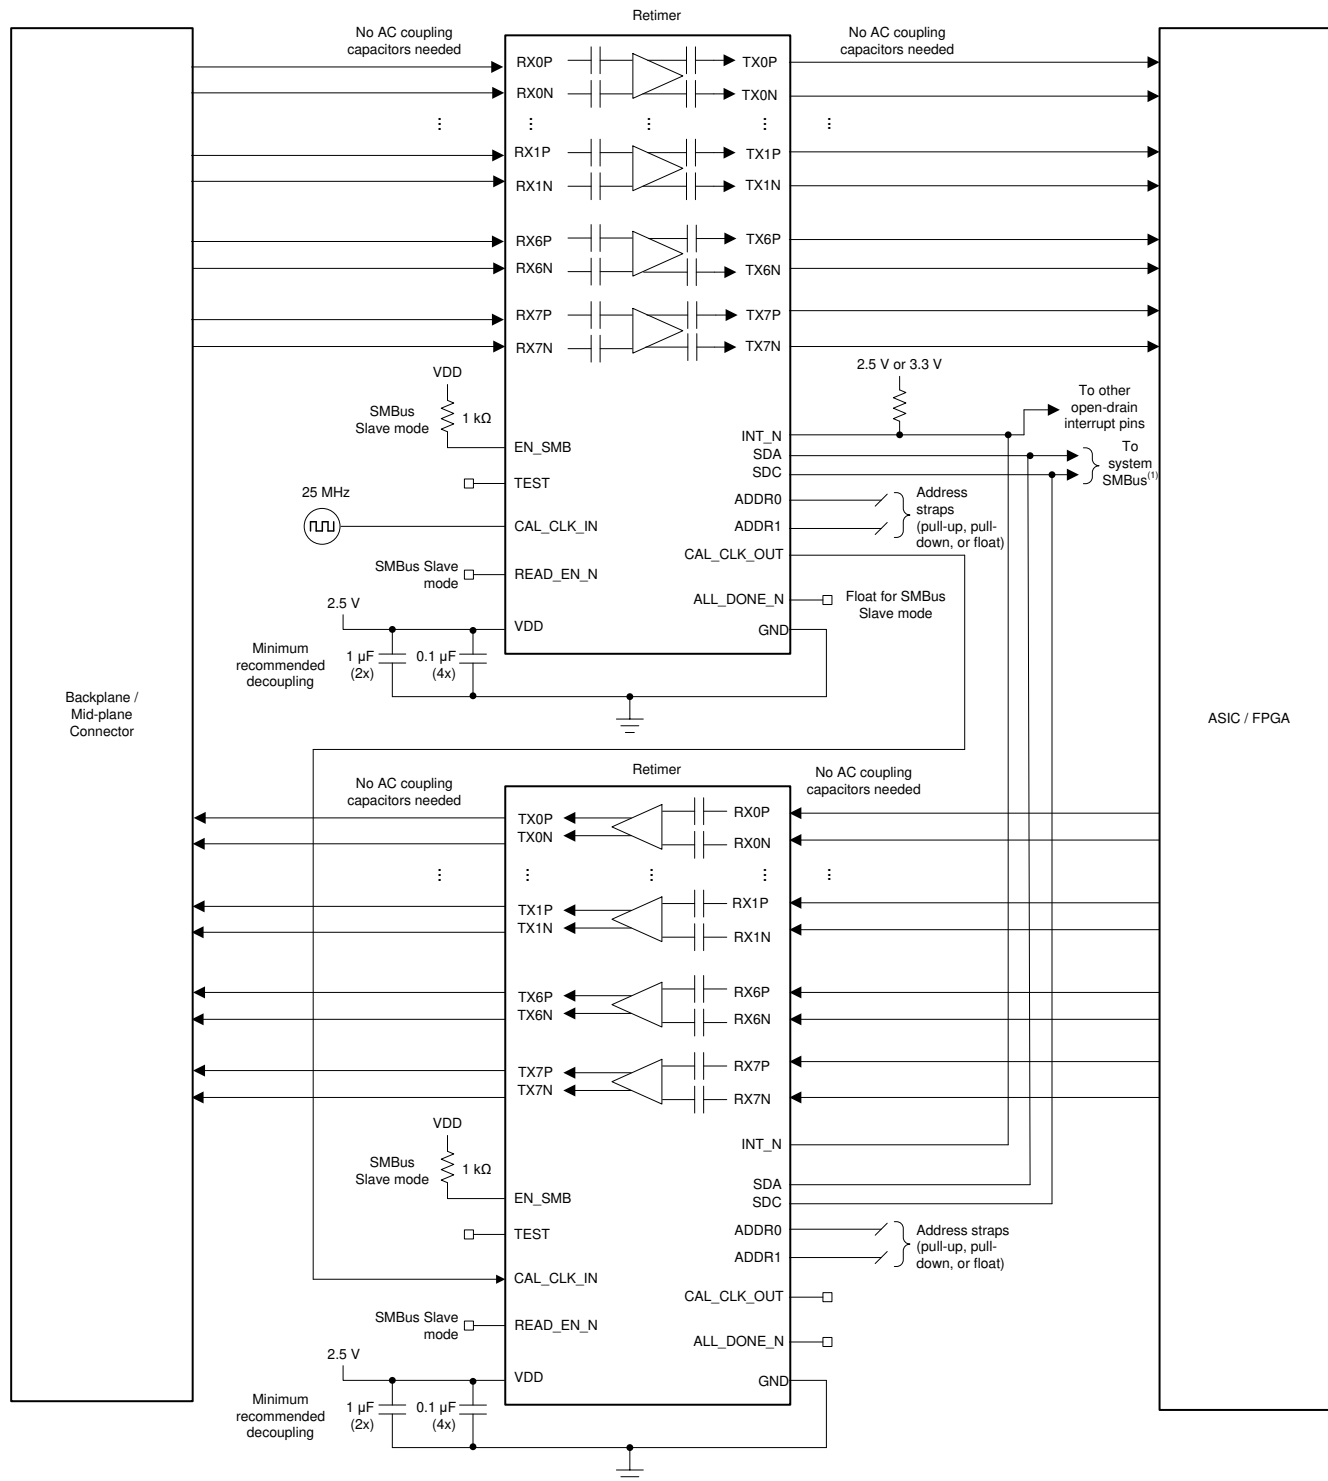 Retimer
No AC coupling
capacitors needed
No AC coupling
capacitors needed
RX0P
TX0P
RX0N
TX0N
RX1P
TX1P
RX1N
TX1N
RX6P
TX6P
RX6N
TX6N
RX7P
TX7P
RX7N
TX7N
VDD
SMBus
Slave mode
1 kΩ
EN_SMB
TEST
25 MHz
CAL_CLK_IN
SMBus Slave
mode
READ_EN_N
2.5 V
VDD
Minimum
recommended
decoupling
1 µF
(2x)
0.1 µF
(4x)
2.5 V or 3.3 V
To other
open-drain
interrupt pins
INT_N
SDA
SDC
To
system
SMBus(1)
ADDR0
ADDR1
Address
straps
(pull-up, pull-
down, or float)
CAL_CLK_OUT
ALL_DONE_N
Float for SMBus
Slave mode
GND
Backplane /
Mid-plane
Connector
ASIC / FPGA
Retimer
No AC coupling
capacitors needed
No AC coupling
capacitors needed
TX0P
RX0P
TX0N
RX0N
TX1P
RX1P
TX1N
RX1N
TX6P
RX6P
TX6N
RX6N
TX7P
RX7P
TX7N
RX7N
VDD
SMBus
Slave mode
1 kΩ
EN_SMB
TEST
CAL_CLK_IN
SMBus Slave
mode
READ_EN_N
2.5 V
VDD
Minimum
recommended
decoupling
1 µF
(2x)
0.1 µF
(4x)
INT_N
SDA
SDC
ADDR0
ADDR1
Address straps
(pull-up, pull-
down, or float)
CAL_CLK_OUT
ALL_DONE_N
GND